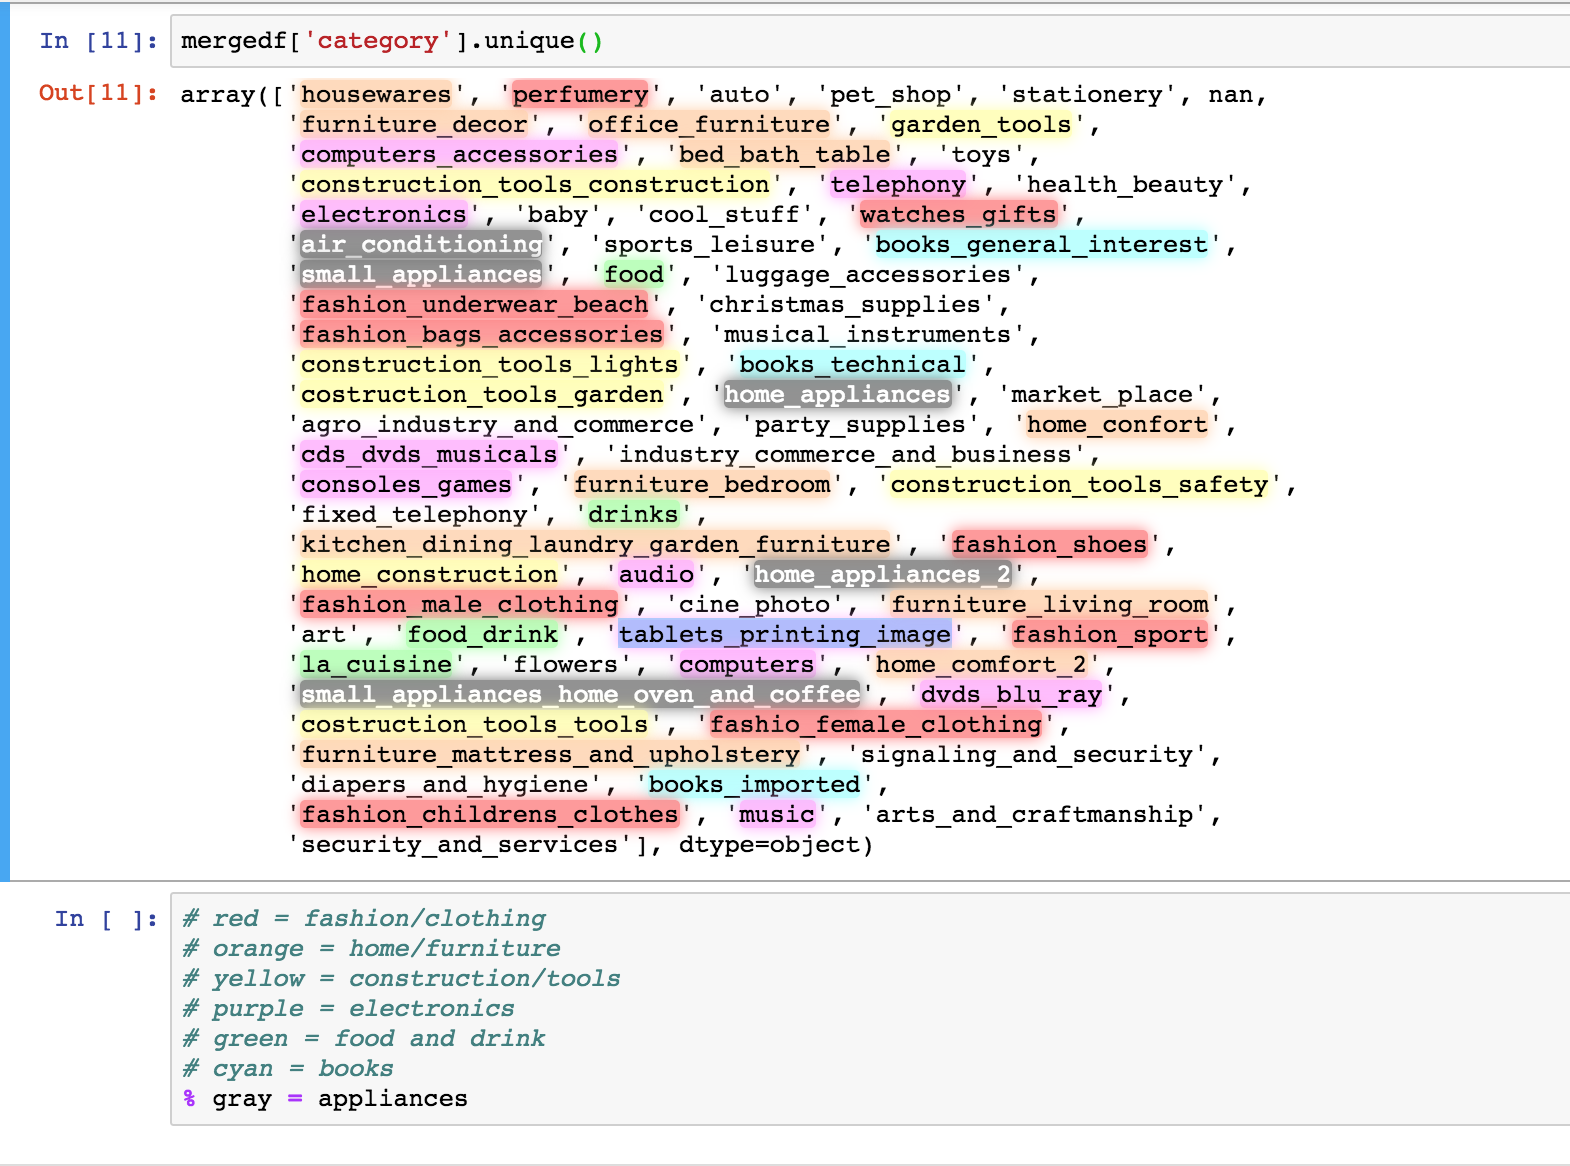 In [11]: mergedf['category'].unique()
Out[11]: array(['housewares', 'perfumery', 'auto', 'pet_shop', 'stationery', nan,
'furniture_decor', 'office_furniture', 'garden_tools',
'computers_accessories', 'bed_bath_table', 'toys',
'construction_tools_construction', 'telephony', 'health_beauty',
'electronics', 'baby', 'cool_stuff', 'watches_gifts',
'air_conditioning', 'sports_leisure', 'books_general_interest',
'small_appliances', 'food', 'luggage_accessories',
'fashion_underwear_beach', 'christmas_supplies',
'fashion_bags_accessories', 'musical_instruments',
'construction_tools_lights', 'books_technical',
'costruction_tools_garden', 'home_appliances', 'market_place',
'agro_industry_and_commerce', 'party_supplies', 'home_confort',
'cds_dvds_musicals', 'industry_commerce_and_business',
'consoles_games', 'furniture_bedroom', 'construction_tools_safety',
'fixed_telephony', 'drinks',
'kitchen_dining_laundry_garden_furniture', 'fashion_shoes',
'home_construction', 'audio', 'home_appliances_2',
'fashion_male_clothing', 'cine_photo', 'furniture_living_room',
'art', 'food_drink', 'tablets_printing_image', 'fashion_sport',
'la_cuisine', 'flowers', 'computers', 'home_comfort_2',
'small_appliances_home_oven_and_coffee', 'dvds_blu_ray',
'costruction_tools_tools', 'fashio_female_clothing',
'furniture_mattress_and_upholstery', 'signaling_and_security',
'diapers_and_hygiene', 'books_imported',
'fashion_childrens_clothes', 'music', 'arts_and_craftmanship',
'security_and_services'], dtype=object)
In [ ]: # red = fashion/clothing
# orange = home/furniture
# yellow = construction/tools
# purple = electronics
# green = food and drink
# cyan = books
% gray = appliances